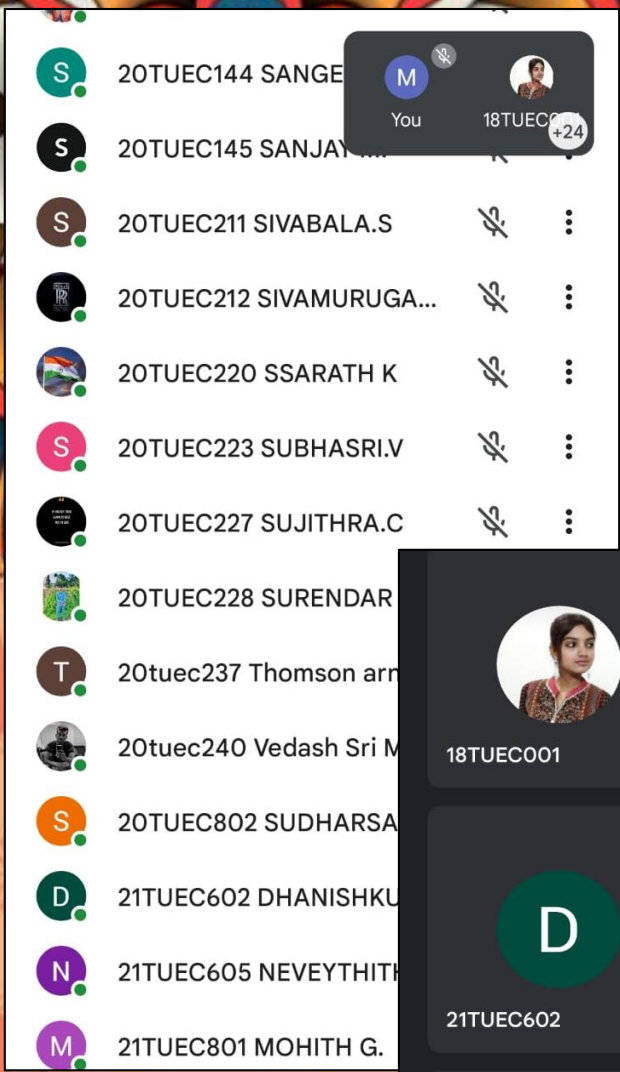 S
20TUEC144 SANGE
M
You
18TUEC001
+24
S
20TUEC145 SANJAY
S
20TUEC211 SIVABALA.S
20TUEC212 SIVAMURUGA...
20TUEC220 SSARATH K
S
20TUEC223 SUBHASRI.V
20TUEC227 SUJITHRA.C
20TUEC228 SURENDAR
T
20tuec237 Thomson arn
20tuec240 Vedash Sri M
S
20TUEC802 SUDHARSA
D
21TUEC602 DHANISHKU
N
21TUEC605 NEVEYTHITH
M
21TUEC801 MOHITH G.
18TUEC001
D
21TUEC602